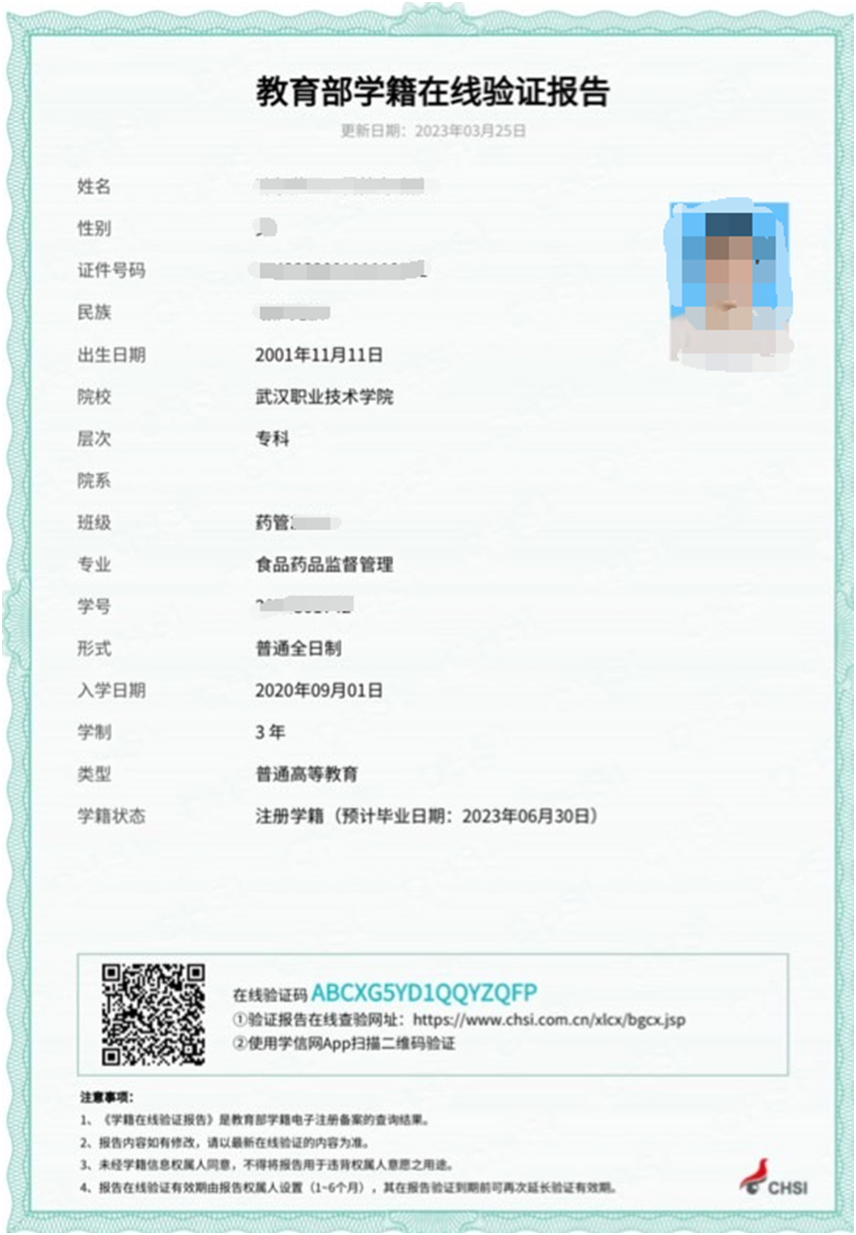 教育部学籍在线验证报告
更新日期：2023年03月25日
姓名
性别
证件号码
民族
出生日期 2001年11月11日
院校 武汉职业技术学院
层次 专科
院系
班级 药管
专业 食品药品监督管理
学号
形式 普通全日制
入学日期 2020年09月01日
学制 3 年
类型 普通高等教育
学籍状态 注册学籍（预计毕业日期：2023年06月30日）
在线验证码 ABCXG5YD1QQYZQFP
①验证报告在线查验网址：https://www.chsi.com.cn/xlcx/bgcx.jsp
②使用学信网App扫描二维码验证
注意事项：
1、《学籍在线验证报告》是教育部学籍电子注册备案的查询结果。
2、报告内容如有修改，请以最新在线验证的内容为准。
3、未经学籍信息权属人同意，不得将报告用于违背权属人意愿之用途。
4、报告在线验证有效期由报告权属人设置（1~6个月），其在报告验证到期前可再次延长验证有效期。
CHSI